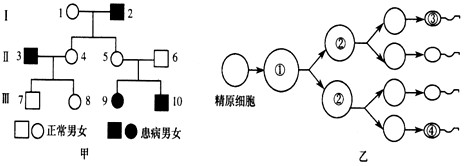 I 1 2
II 3 4 5 6
III 7 8 9 10
正常男女 患病男女
甲
精原细胞 ① ② ② ③ ④
乙